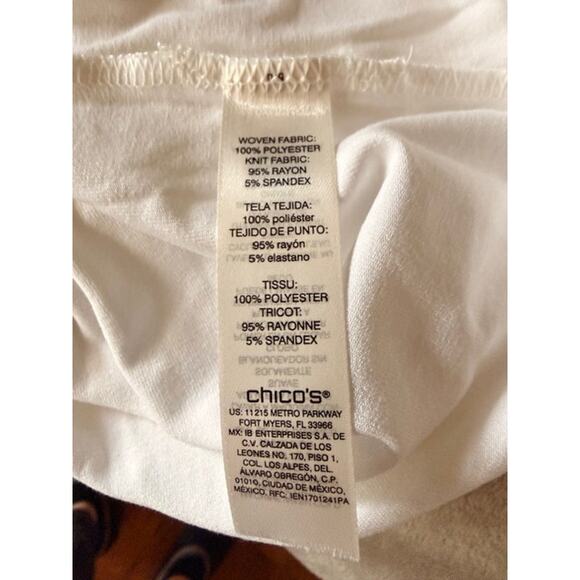 WOVEN FABRIC:
100% POLYESTER
KNIT FABRIC:
95% RAYON
5% SPANDEX
TELA TEJIDA:
100% poliéster
TEJIDO DE PUNTO:
95% rayón
5% elastano
TISSU:
100% POLYESTER
TRICOT:
95% RAYONNE
5% SPANDEX
chico's®
US: 11215 METRO PARKWAY
FORT MYERS, FL 33966
MX: IB ENTERPRISES S.A. DE
C.V. CALZADA DE LOS
LEONES NO. 170, PISO 1,
COL. LOS ALPES, DEL.
ÁLVARO OBREGÓN, C.P.
01010, CIUDAD DE MÉXICO,
MÉXICO. RFC. IEN1701241PA